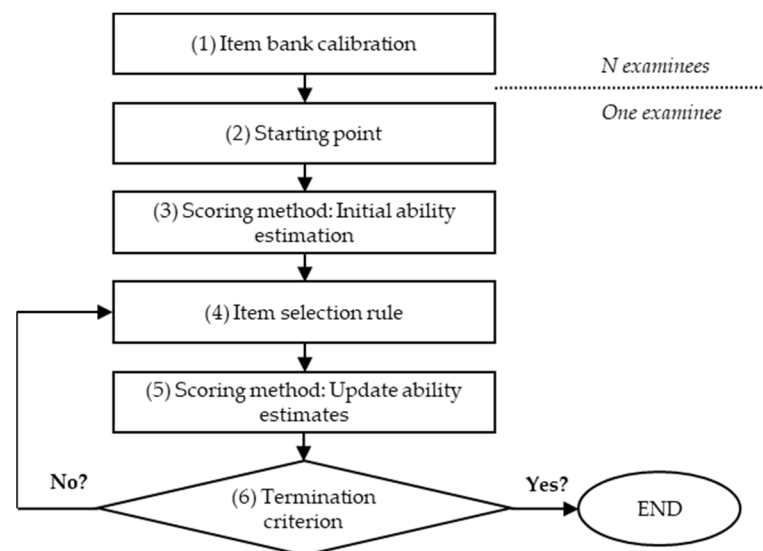 (1) Item bank calibration
N examinees
One examinee
(2) Starting point
(3) Scoring method: Initial ability
estimation
(4) Item selection rule
(5) Scoring method: Update ability
estimates
No?
(6) Termination
criterion
Yes?
END